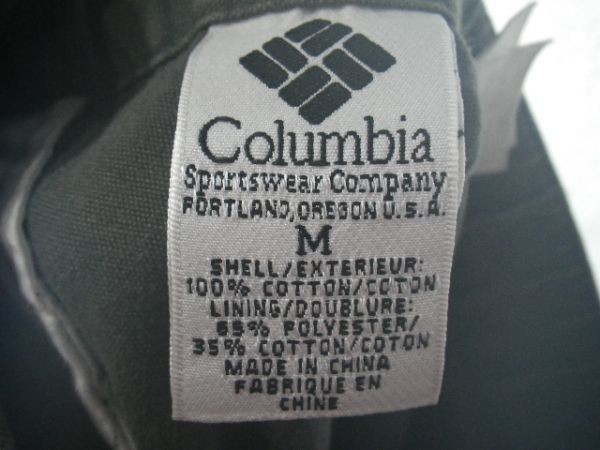 Columbia
Sportswear Company
PORTLAND, OREGON U.S.A.
M
SHELL/EXTERIEUR:
100% COTTON/COTON
LINING/DOUBLURE:
65% POLYESTER/
35% COTTON/COTON
MADE IN CHINA
FABRIQUE EN
CHINE